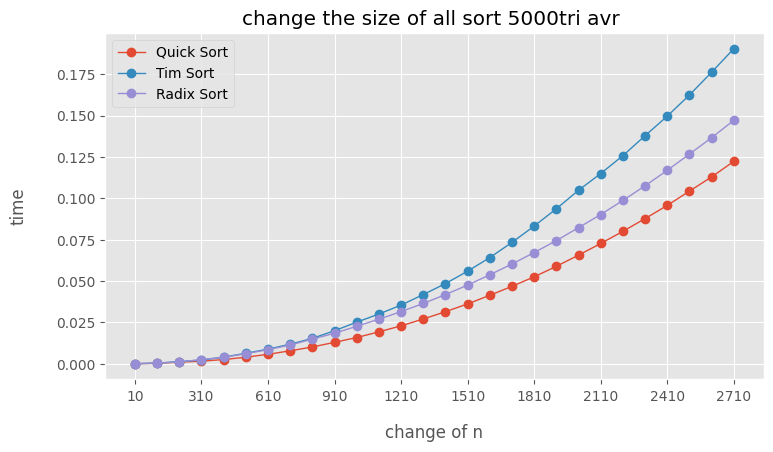 change the size of all sort 5000tri avr
Quick Sort
Tim Sort
Radix Sort
0.175
0.150
0.125
0.100
0.075
0.050
0.025
0.000
time
10 310 610 910 1210 1510 1810 2110 2410 2710
change of n